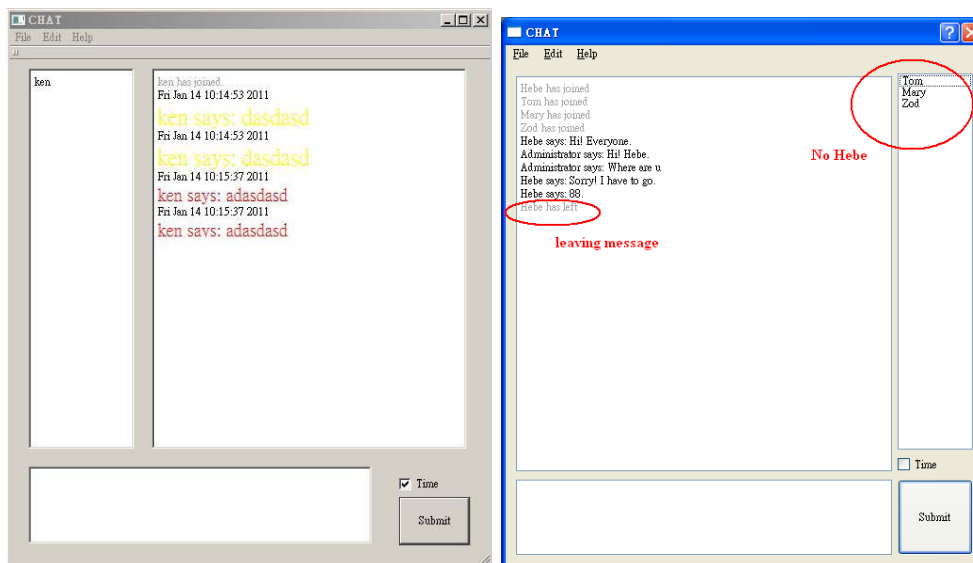 CHAT
File Edit Help
ken
ken has joined.
Fri Jan 14 10:14:53 2011
ken says: dasdasd
Fri Jan 14 10:14:53 2011
ken says: dasdasd
Fri Jan 14 10:15:37 2011
ken says: adasdasd
Fri Jan 14 10:15:37 2011
ken says: adasdasd
Time
Submit
CHAT
File Edit Help
Hebe has joined
Tom has joined
Mary has joined
Zod has joined
Hebe says: Hi! Everyone.
Administrator says: Hi! Hebe.
Administrator says: Where are u
Hebe says: Sorry! I have to go.
Hebe says: 88.
Hebe has left
leaving message
Tom
Mary
Zod
No Hebe
Time
Submit